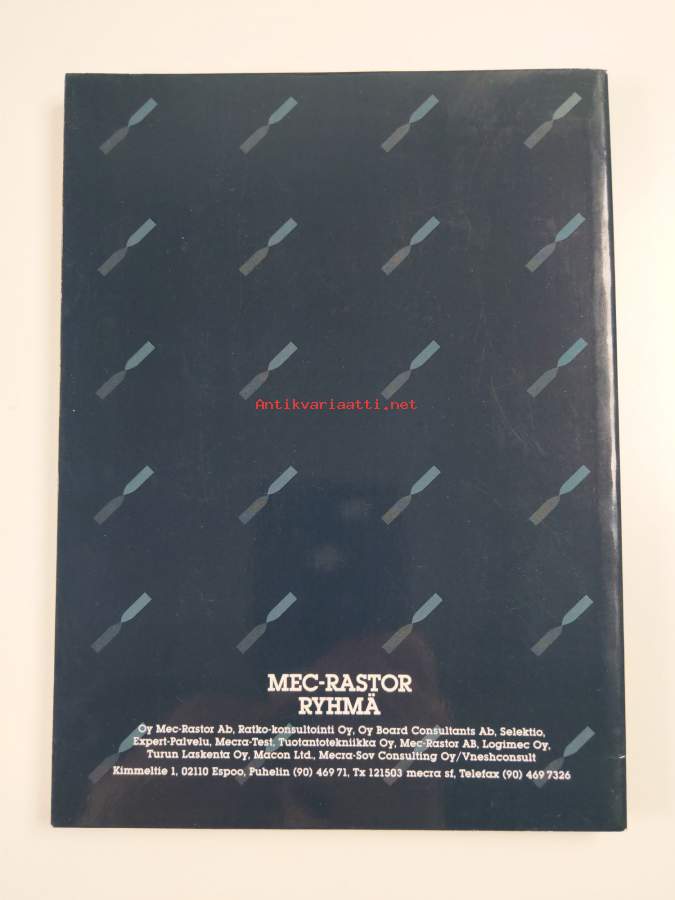 Antikvariaatti.net
MEC-RASTOR
RYHMÄ
Oy Mec-Rastor Ab, Ratko-konsultointi Oy, Oy Board Consultants Ab, Selektio,
Expert-Palvelu, Mecra-Test, Tuotantotekniikka Oy, Mec-Rastor AB, Logimec Oy,
Turun Laskenta Oy, Macon Ltd., Mecra-Sov Consulting Oy/Vneshconsult
Kimmeltie 1, 02110 Espoo, Puhelin (90) 469 71, Tx 121503 mecra sf, Telefax (90) 469 7326